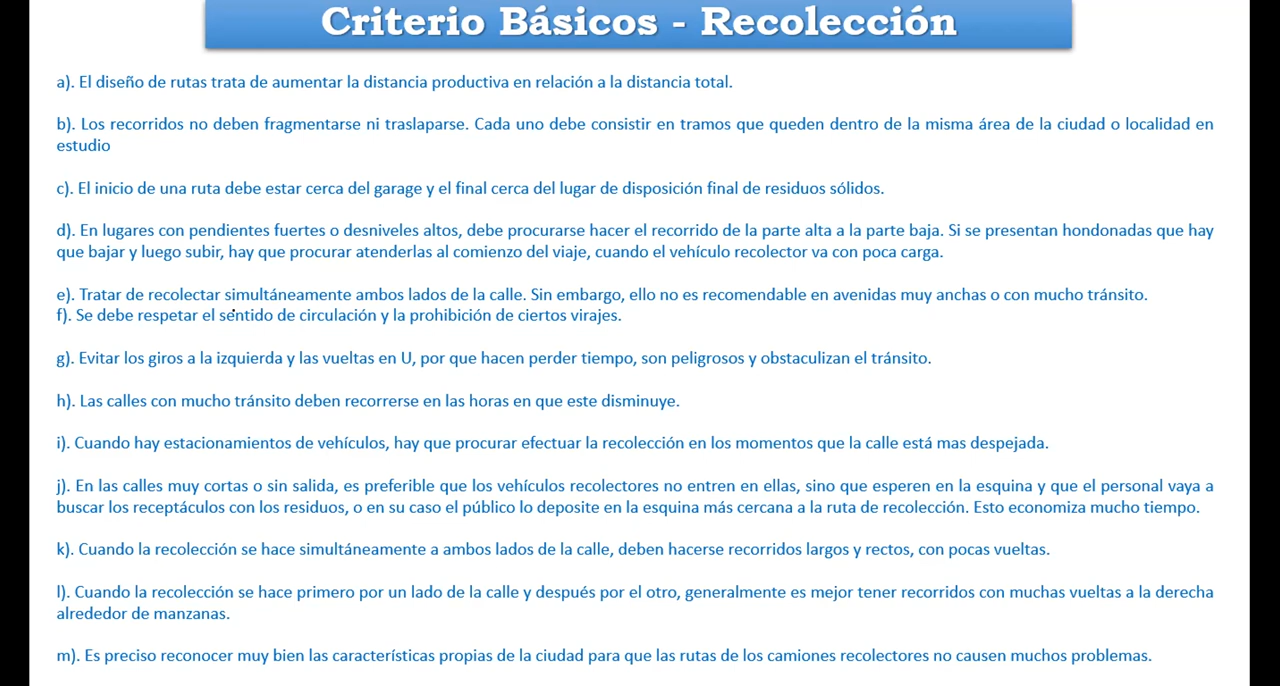 Criterio Básicos - Recolección
a). El diseño de rutas trata de aumentar la distancia productiva en relación a la distancia total.
b). Los recorridos no deben fragmentarse ni traslaparse. Cada uno debe consistir en tramos que queden dentro de la misma área de la ciudad o localidad en
estudio
c). El inicio de una ruta debe estar cerca del garage y el final cerca del lugar de disposición final de residuos sólidos.
d). En lugares con pendientes fuertes o desniveles altos, debe procurarse hacer el recorrido de la parte alta a la parte baja. Si se presentan hondonadas que hay
que bajar y luego subir, hay que procurar atenderlas al comienzo del viaje, cuando el vehículo recolector va con poca carga.
e). Tratar de recolectar simultáneamente ambos lados de la calle. Sin embargo, ello no es recomendable en avenidas muy anchas o con mucho tránsito.
f). Se debe respetar el sentido de circulación y la prohibición de ciertos virajes.
g). Evitar los giros a la izquierda y las vueltas en U, por que hacen perder tiempo, son peligrosos y obstaculizan el tránsito.
h). Las calles con mucho tránsito deben recorrerse en las horas en que este disminuye.
i). Cuando hay estacionamientos de vehículos, hay que procurar efectuar la recolección en los momentos que la calle está mas despejada.
j). En las calles muy cortas o sin salida, es preferible que los vehículos recolectores no entren en ellas, sino que esperen en la esquina y que el personal vaya a
buscar los receptáculos con los residuos, o en su caso el público lo deposite en la esquina más cercana a la ruta de recolección. Esto economiza mucho tiempo.
k). Cuando la recolección se hace simultáneamente a ambos lados de la calle, deben hacerse recorridos largos y rectos, con pocas vueltas.
l). Cuando la recolección se hace primero por un lado de la calle y después por el otro, generalmente es mejor tener recorridos con muchas vueltas a la derecha
alrededor de manzanas.
m). Es preciso reconocer muy bien las características propias de la ciudad para que las rutas de los camiones recolectores no causen muchos problemas.